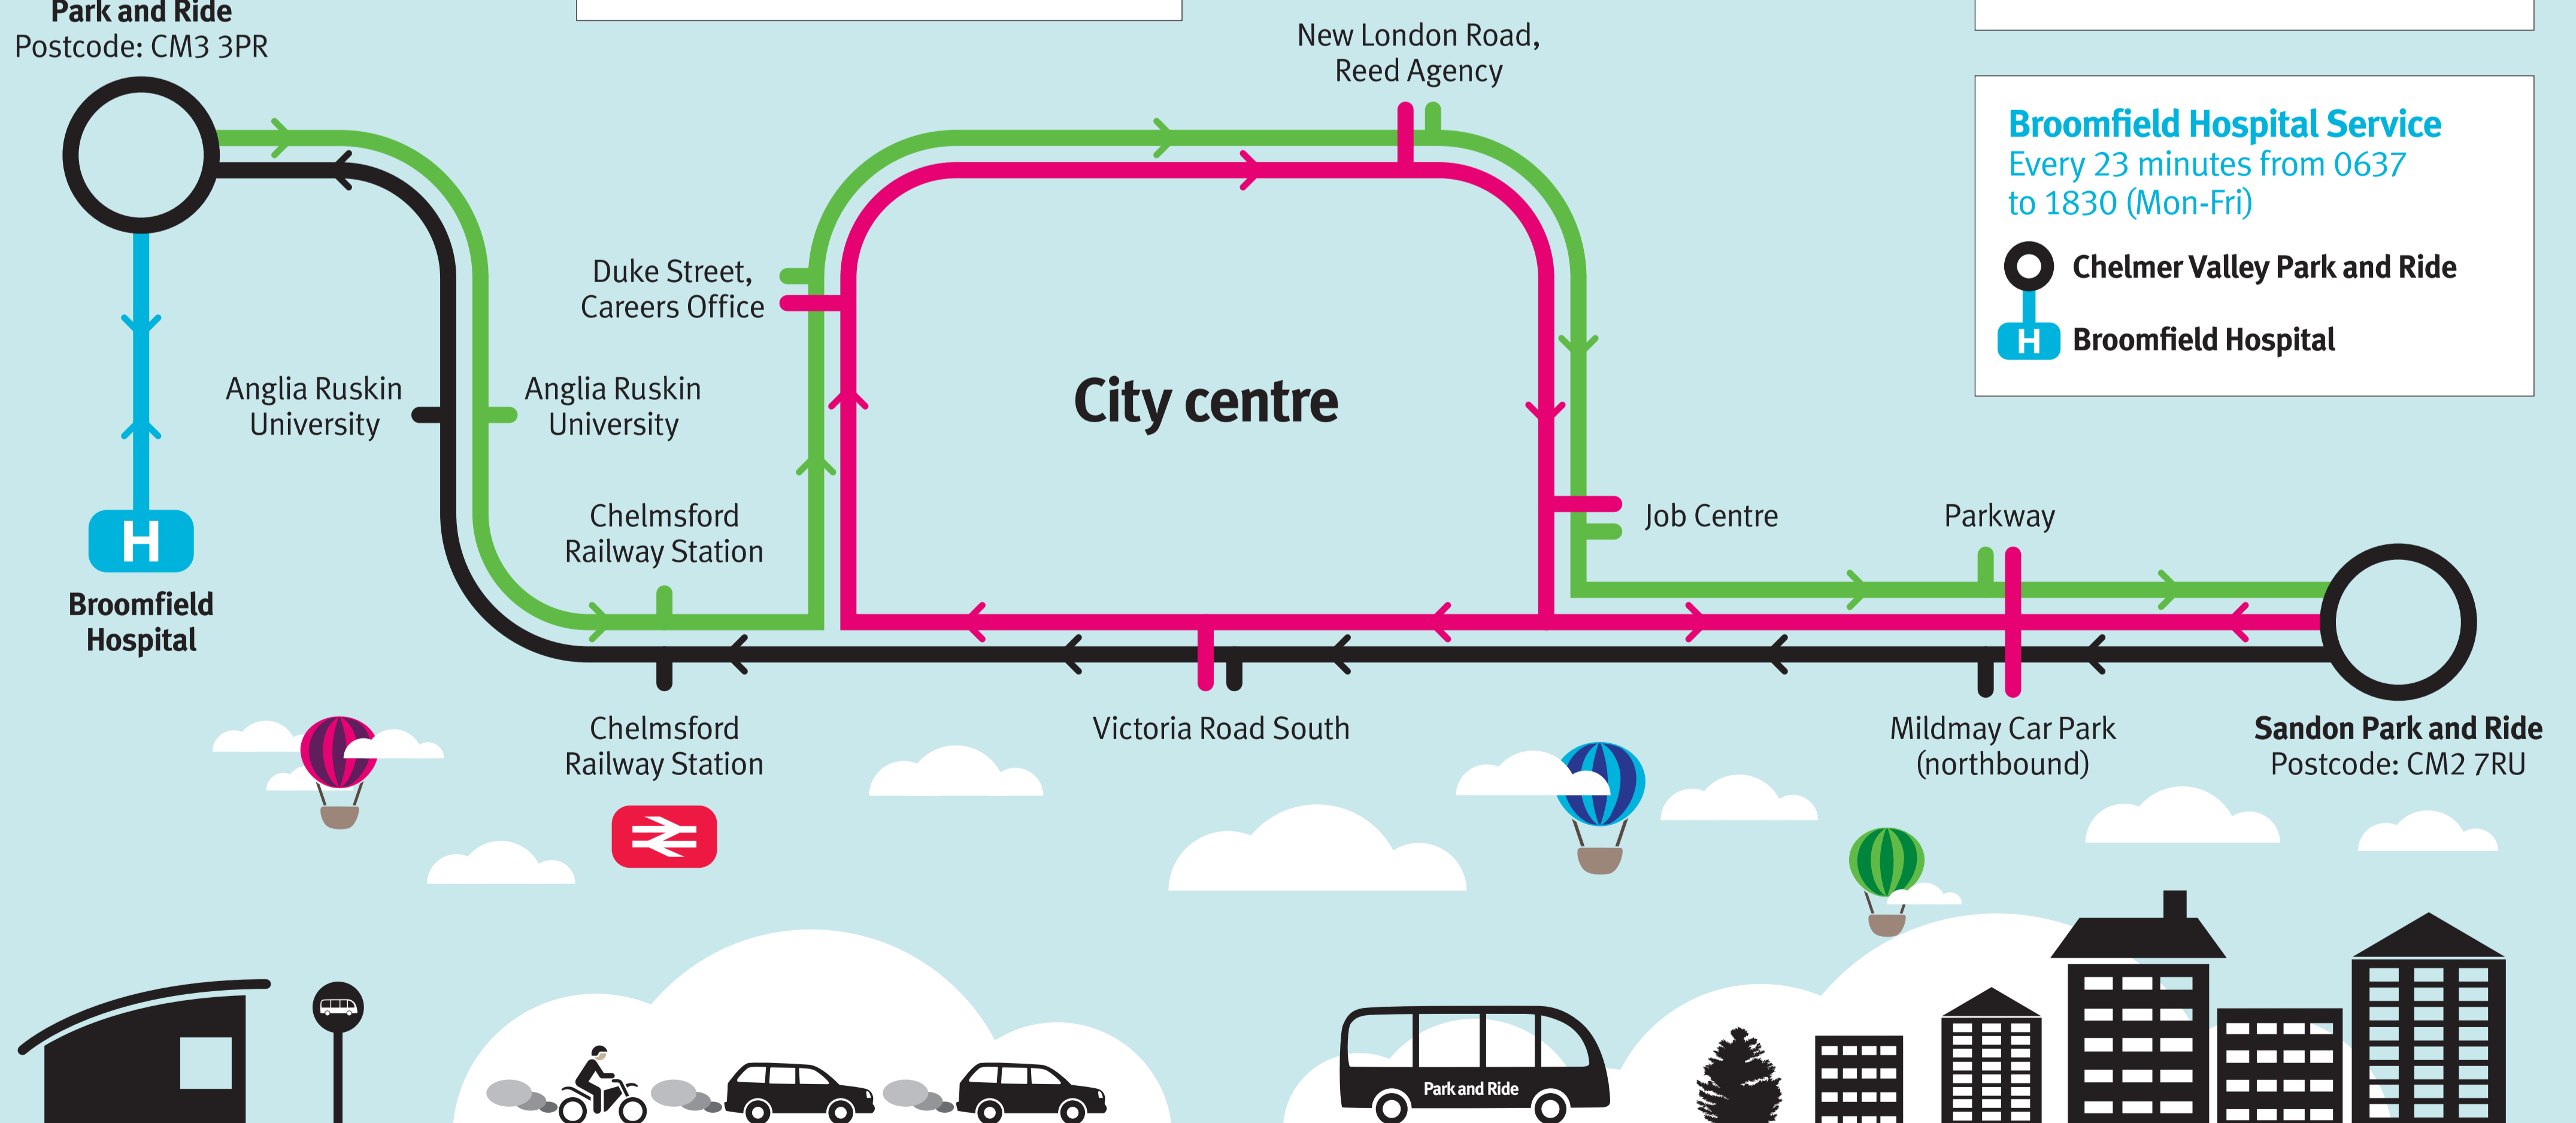 Park and Ride
Postcode: CM3 3PR
New London Road,
Reed Agency
Broomfield Hospital Service
Every 23 minutes from 0637
to 1830 (Mon-Fri)
Chelmer Valley Park and Ride
H
Broomfield Hospital
Duke Street,
Careers Office
City centre
Anglia Ruskin
University
Anglia Ruskin
University
Chelmsford
Railway Station
Job Centre
Parkway
H
Broomfield
Hospital
Chelmsford
Railway Station
Victoria Road South
Mildmay Car Park
(northbound)
Sandon Park and Ride
Postcode: CM2 7RU
Park and Ride